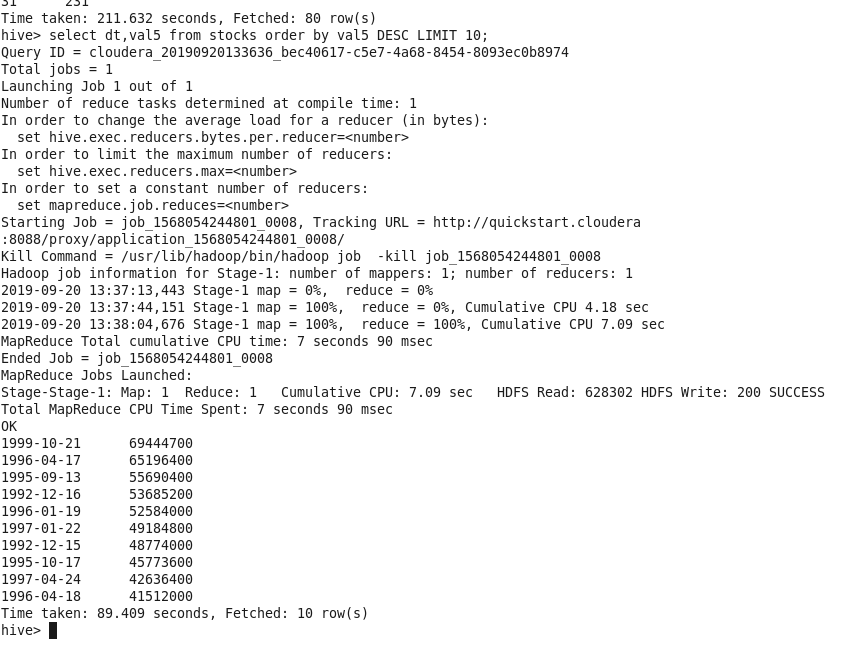 31      231
Time taken: 211.632 seconds, Fetched: 80 row(s)
hive> select dt,val5 from stocks order by val5 DESC LIMIT 10;
Query ID = cloudera_20190920133636_bec40617-c5e7-4a68-8454-8093ec0b8974
Total jobs = 1
Launching Job 1 out of 1
Number of reduce tasks determined at compile time: 1
In order to change the average load for a reducer (in bytes):
  set hive.exec.reducers.bytes.per.reducer=<number>
In order to limit the maximum number of reducers:
  set hive.exec.reducers.max=<number>
In order to set a constant number of reducers:
  set mapreduce.job.reduces=<number>
Starting Job = job_1568054244801_0008, Tracking URL = http://quickstart.cloudera
:8088/proxy/application_1568054244801_0008/
Kill Command = /usr/lib/hadoop/bin/hadoop job  -kill job_1568054244801_0008
Hadoop job information for Stage-1: number of mappers: 1; number of reducers: 1
2019-09-20 13:37:13,443 Stage-1 map = 0%,  reduce = 0%
2019-09-20 13:37:44,151 Stage-1 map = 100%,  reduce = 0%, Cumulative CPU 4.18 sec
2019-09-20 13:38:04,676 Stage-1 map = 100%,  reduce = 100%, Cumulative CPU 7.09 sec
MapReduce Total cumulative CPU time: 7 seconds 90 msec
Ended Job = job_1568054244801_0008
MapReduce Jobs Launched:
Stage-Stage-1: Map: 1  Reduce: 1   Cumulative CPU: 7.09 sec   HDFS Read: 628302 HDFS Write: 200 SUCCESS
Total MapReduce CPU Time Spent: 7 seconds 90 msec
OK
1999-10-21      69444700
1996-04-17      65196400
1995-09-13      55690400
1992-12-16      53685200
1996-01-19      52584000
1997-01-22      49184800
1992-12-15      48774000
1995-10-17      45773600
1997-04-24      42636400
1996-04-18      41512000
Time taken: 89.409 seconds, Fetched: 10 row(s)
hive>